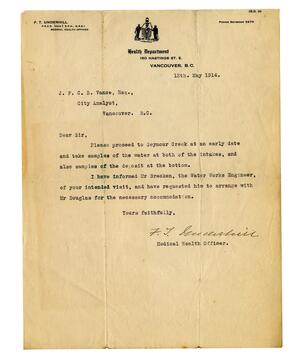 F. T. UNDERHILL
MEDICAL HEALTH OFFICER
Health Department
150 HASTINGS ST. E.
VANCOUVER, B.C.
12th. May 1914.
J. F. C. B. Vance, Esq.,
City Analyst,
Vancouver. B.C.
Dear Sir,
Please proceed to Seymour Creek at an early date
and take samples of the water at both of the intakes, and
also samples of the deposit at the bottom.
I have informed Mr Bracken, the Water Works Engineer,
of your intended visit, and have requested him to arrange with
Mr Douglas for the necessary accommodation.
Yours faithfully,
F. T. Underhill
Medical Health Officer.